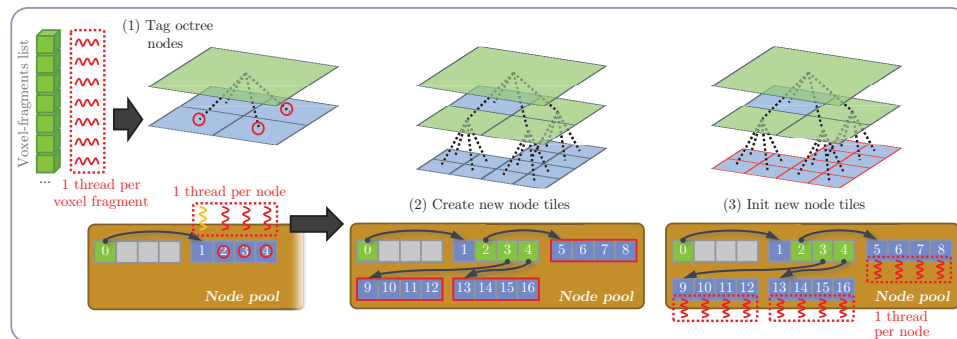 (1) Tag octree
nodes
Voxel-fragments list
...
1 thread per
voxel fragment
1 thread per node
(2) Create new node tiles
(3) Init new node tiles
0 1 2 3 4
Node pool
0 1 2 3 4 5 6 7 8
9 10 11 12 13 14 15 16
Node pool
0 1 2 3 4 5 6 7 8
9 10 11 12 13 14 15 16
Node pool
1 thread
per node